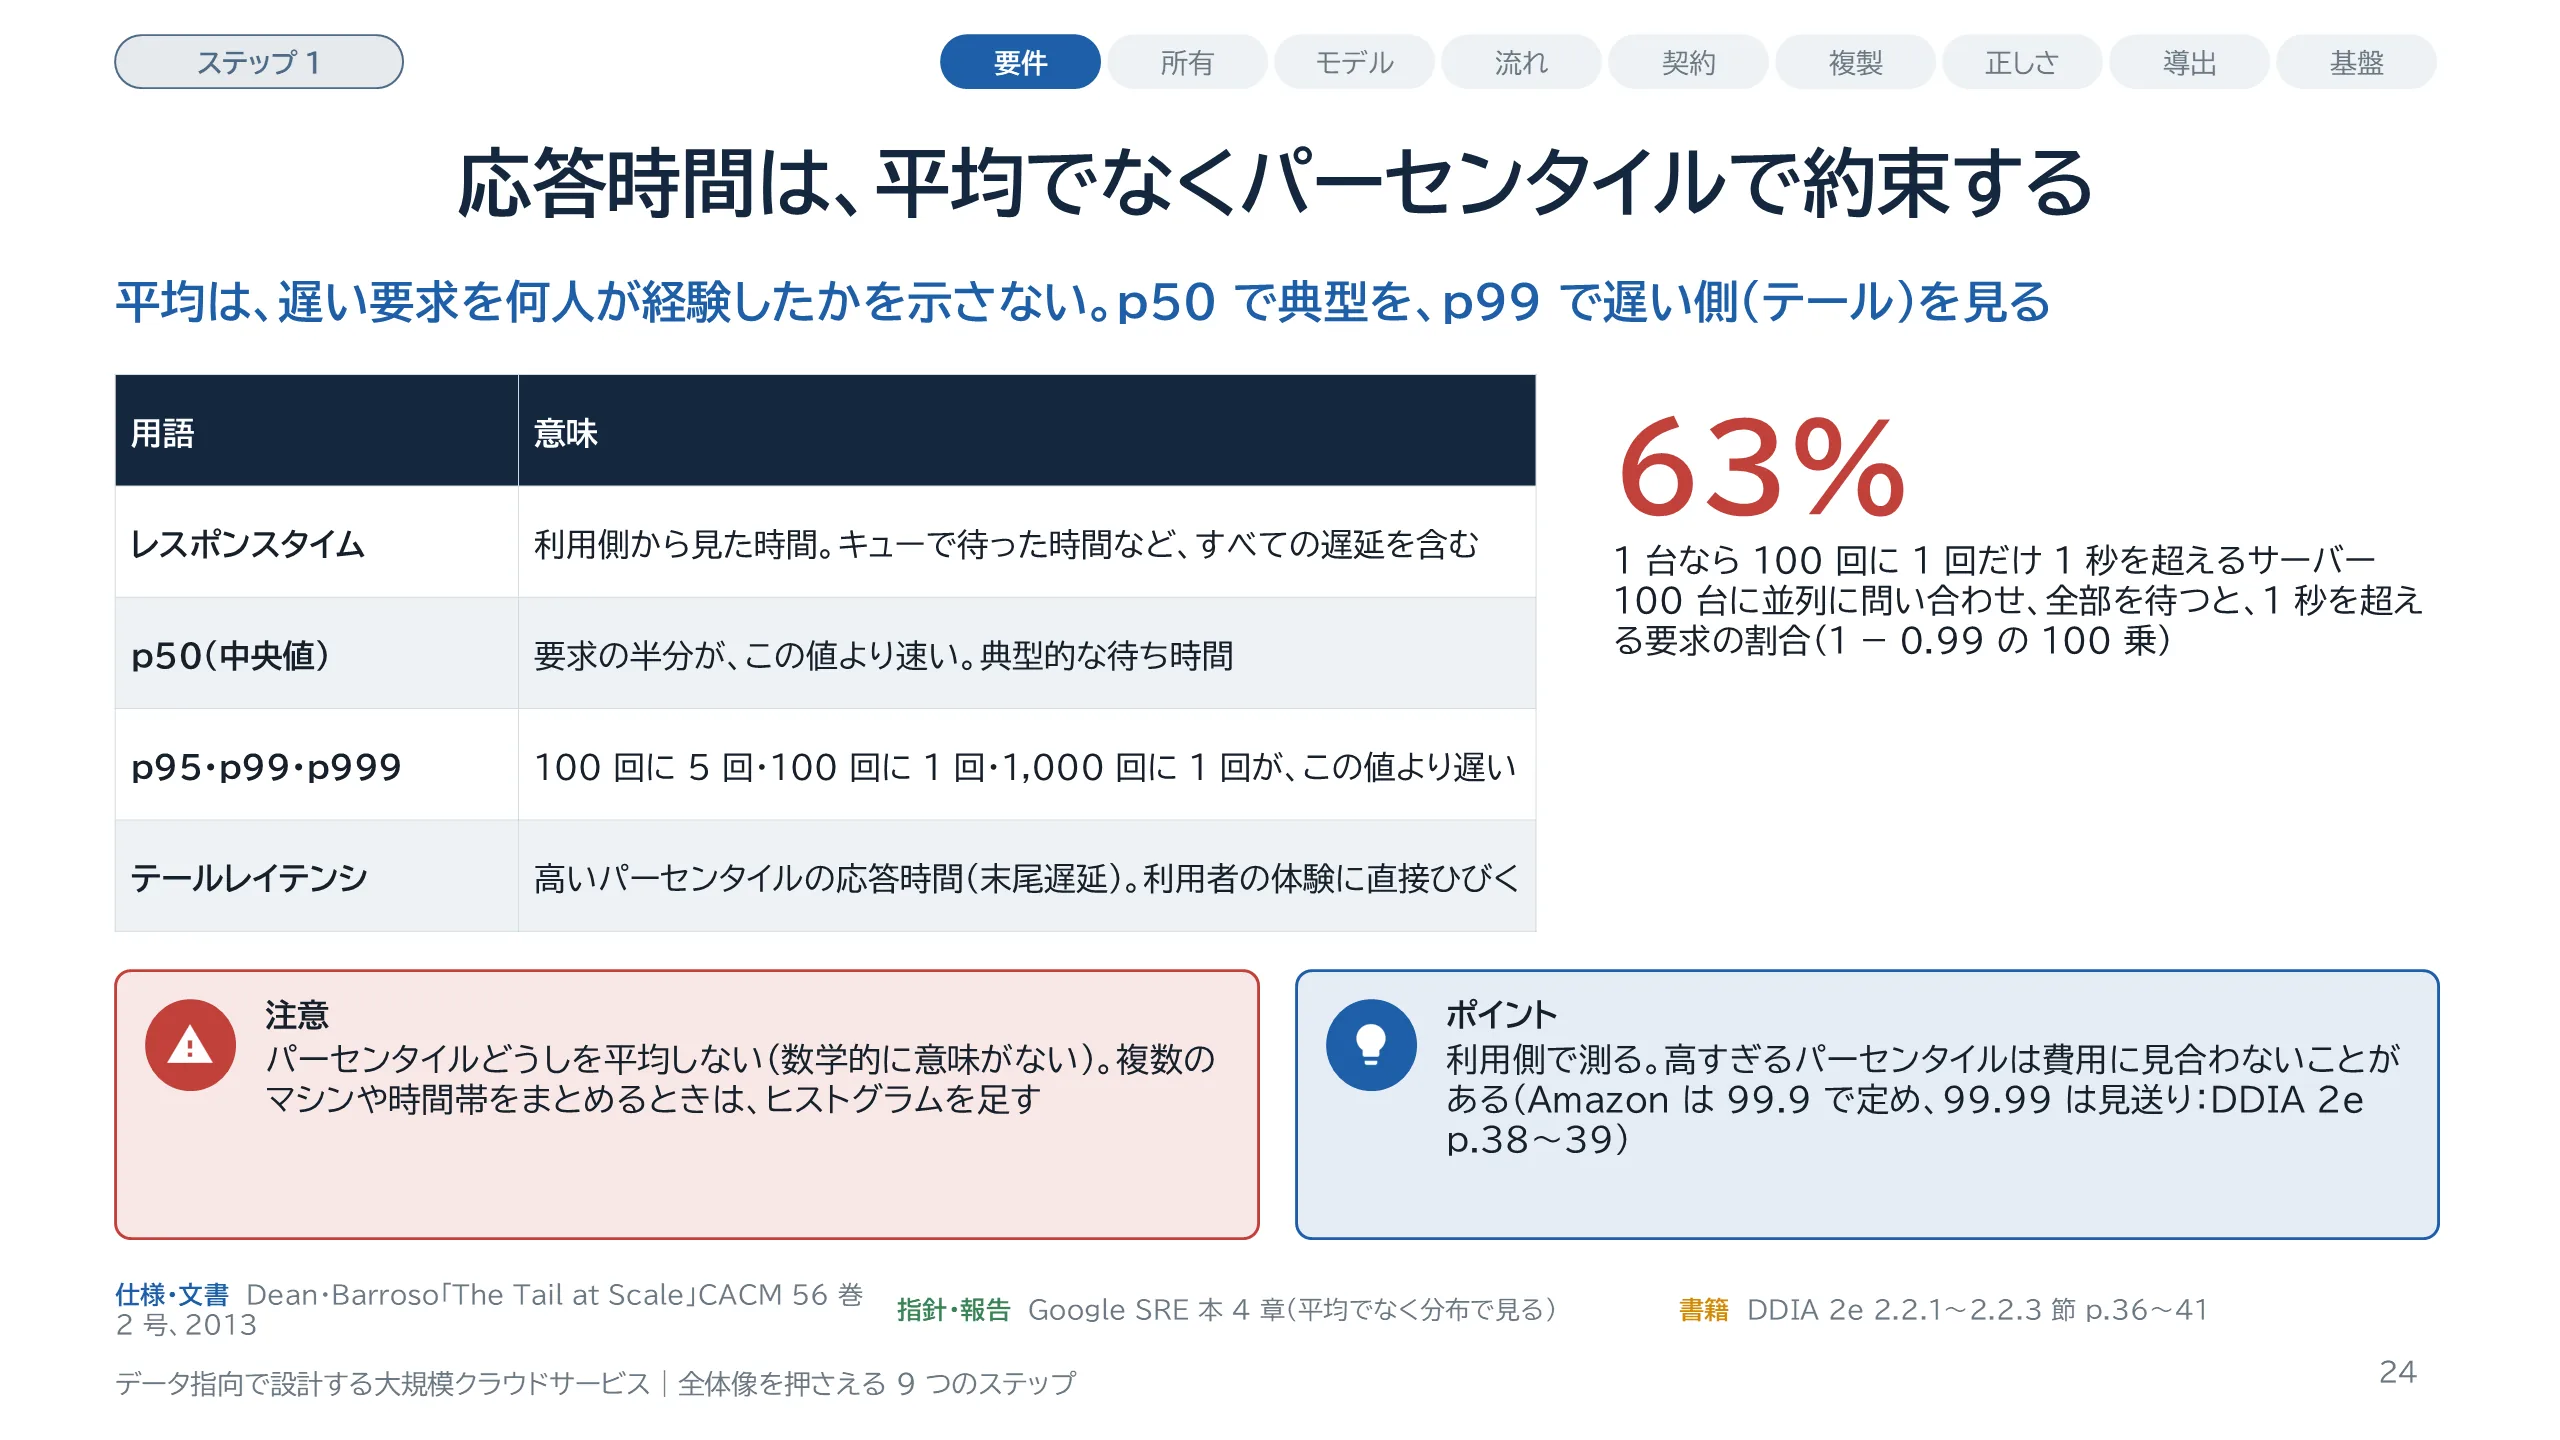 ステップ 1
要件
所有
モデル
流れ
契約
複製
正しさ
導出
基盤
応答時間は、平均でなくパーセンタイルで約束する
平均は、遅い要求を何人が経験したかを示さない。p50 で典型を、p99 で遅い側（テール）を見る
用語
意味
レスポンスタイム
利用側から見た時間。キューで待った時間など、すべての遅延を含む
p50（中央値）
要求の半分が、この値より速い。典型的な待ち時間
p95・p99・p999
100 回に 5 回・100 回に 1 回・1,000 回に 1 回が、この値より遅い
テールレイテンシ
高いパーセンタイルの応答時間（末尾遅延）。利用者の体験に直接ひびく
63%
1 台なら 100 回に 1 回だけ 1 秒を超えるサーバー
100 台に並列に問い合わせ、全部を待つと、1 秒を超え
る要求の割合（1 − 0.99 の 100 乗）
注意
パーセンタイルどうしを平均しない（数学的に意味がない）。複数の
マシンや時間帯をまとめるときは、ヒストグラムを足す
ポイント
利用側で測る。高すぎるパーセンタイルは費用に見合わないことが
ある（Amazon は 99.9 で定め、99.99 は見送り：DDIA 2e
p.38〜39）
仕様・文書 Dean・Barroso「The Tail at Scale」CACM 56 巻
2 号、2013
指針・報告 Google SRE 本 4 章（平均でなく分布で見る）
書籍 DDIA 2e 2.2.1〜2.2.3 節 p.36〜41
データ指向で設計する大規模クラウドサービス｜全体像を押さえる 9 つのステップ
24